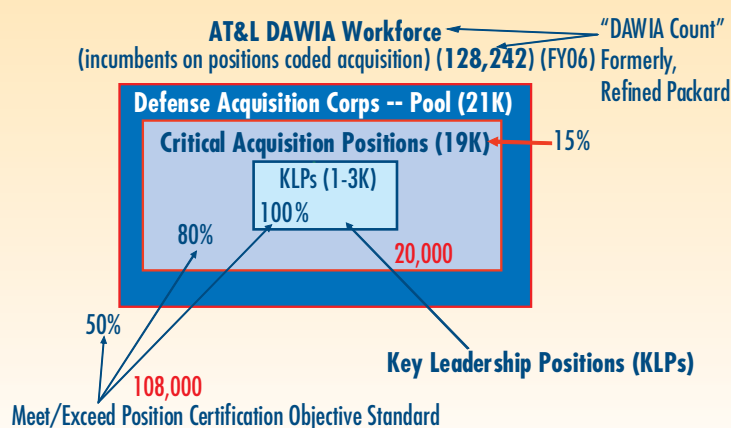 AT&L DAWIA Workforce
"DAWIA Count"
(incumbents on positions coded acquisition) (128,242) (FY06)
Formerly,
Refined Packard
Defense Acquisition Corps -- Pool (21K)
Critical Acquisition Positions (19K)
15%
KLPs (1-3K)
100%
80%
20,000
50%
Key Leadership Positions (KLPs)
108,000
Meet/Exceed Position Certification Objective Standard